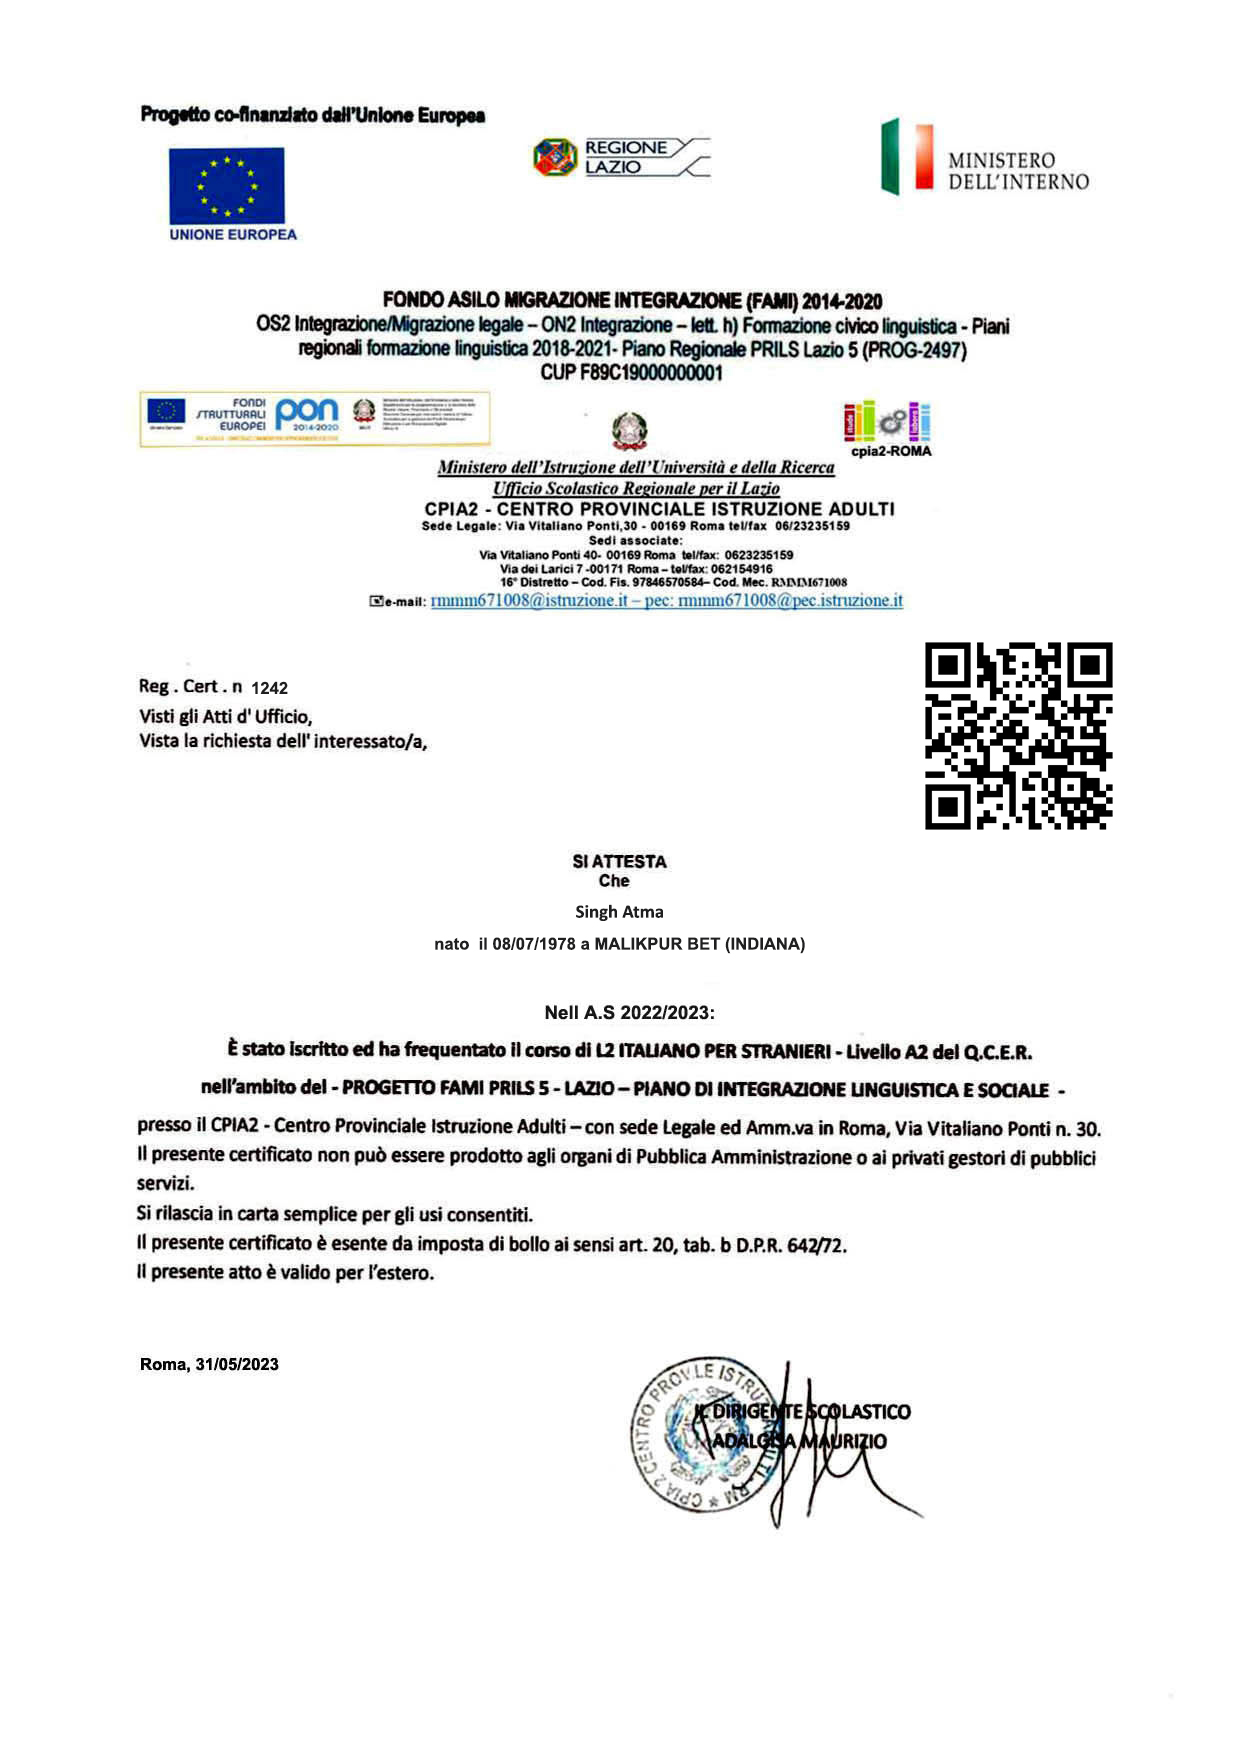 Progetto co-finanziato dall'Unione Europea
UNIONE EUROPEA
REGIONE
LAZIO
MINISTERO
DELL'INTERNO
FONDO ASILO MIGRAZIONE INTEGRAZIONE (FAMI) 2014-2020
OS2 Integrazione/Migrazione legale – ON2 Integrazione – lett. h) Formazione civico linguistica - Piani
regionali formazione linguistica 2018-2021- Piano Regionale PRILS Lazio 5 (PROG-2497)
CUP F89C19000000001
FONDI
STRUTTURALI
EUROPEI
pon
2014-2020
cpia2-ROMA
Ministero dell'Istruzione dell'Università e della Ricerca
Ufficio Scolastico Regionale per il Lazio
CPIA2 - CENTRO PROVINCIALE ISTRUZIONE ADULTI
Sede Legale: Via Vitaliano Ponti,30 - 00169 Roma tel/fax 06/23235159
Sedi associate:
Via Vitaliano Ponti 40- 00169 Roma tel/fax: 0623235159
Via dei Larici 7 -00171 Roma – tel/fax: 062154916
16° Distretto – Cod. Fis. 97846570584– Cod. Mec. RMMM671008
e-mail: rmmm671008@istruzione.it – pec: rmmm671008@pec.istruzione.it
Reg . Cert . n 1242
Visti gli Atti d' Ufficio,
Vista la richiesta dell' interessato/a,
SI ATTESTA
Che
Singh Atma
nato il 08/07/1978 a MALIKPUR BET (INDIANA)
Nell A.S 2022/2023:
È stato iscritto ed ha frequentato il corso di L2 ITALIANO PER STRANIERI - Livello A2 del Q.C.E.R.
nell'ambito del - PROGETTO FAMI PRILS 5 - LAZIO – PIANO DI INTEGRAZIONE LINGUISTICA E SOCIALE -
presso il CPIA2 - Centro Provinciale Istruzione Adulti – con sede Legale ed Amm.va in Roma, Via Vitaliano Ponti n. 30.
Il presente certificato non può essere prodotto agli organi di Pubblica Amministrazione o ai privati gestori di pubblici
servizi.
Si rilascia in carta semplice per gli usi consentiti.
Il presente certificato è esente da imposta di bollo ai sensi art. 20, tab. b D.P.R. 642/72.
Il presente atto è valido per l'estero.
Roma, 31/05/2023
IL DIRIGENTE SCOLASTICO
ADALGISA MAURIZIO
CPIA 2 CENTRO PROV.LE ISTRUZ. ADULTI - RM *